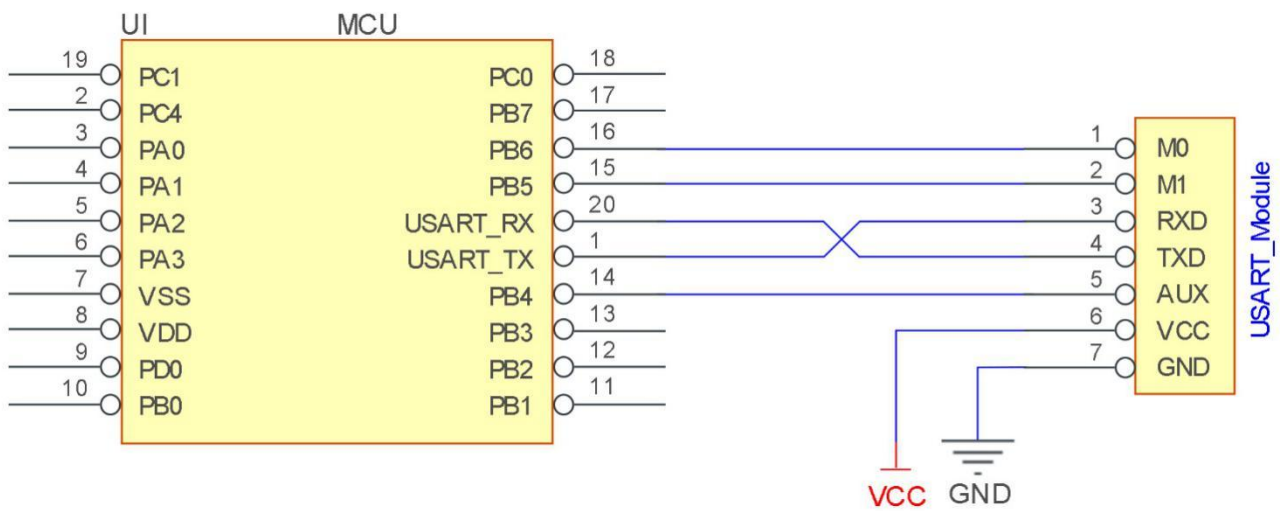 UI MCU
19 PC1 PC0 18
2 PC4 PB7 17
3 PA0 PB6 16 1 M0
4 PA1 PB5 15 2 M1
5 PA2 USART_RX 20 3 RXD
6 PA3 USART_TX 1 4 TXD
7 VSS PB4 14 5 AUX
8 VDD PB3 13 6 VCC
9 PD0 PB2 12 7 GND
10 PB0 PB1 11
USART_Module
VCC GND